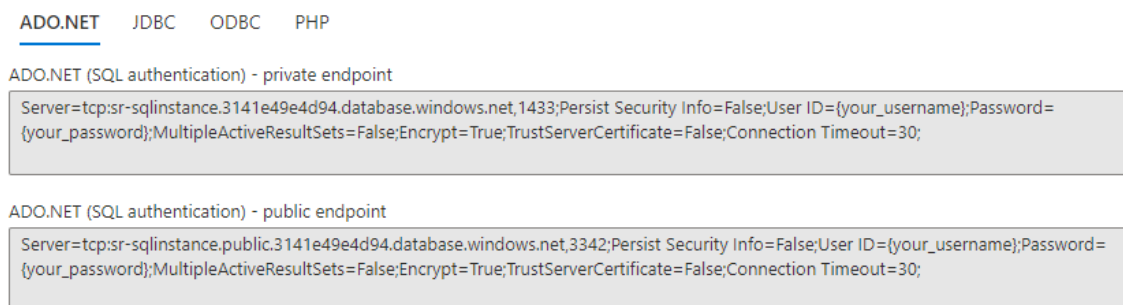 ADO.NET JDBC ODBC PHP
ADO.NET (SQL authentication) - private endpoint
Server=tcp:sr-sqlinstance.3141e49e4d94.database.windows.net,1433;Persist Security Info=False;User ID={your_username};Password=
{your_password};MultipleActiveResultSets=False;Encrypt=True;TrustServerCertificate=False;Connection Timeout=30;
ADO.NET (SQL authentication) - public endpoint
Server=tcp:sr-sqlinstance.public.3141e49e4d94.database.windows.net,3342;Persist Security Info=False;User ID={your_username};Password=
{your_password};MultipleActiveResultSets=False;Encrypt=True;TrustServerCertificate=False;Connection Timeout=30;